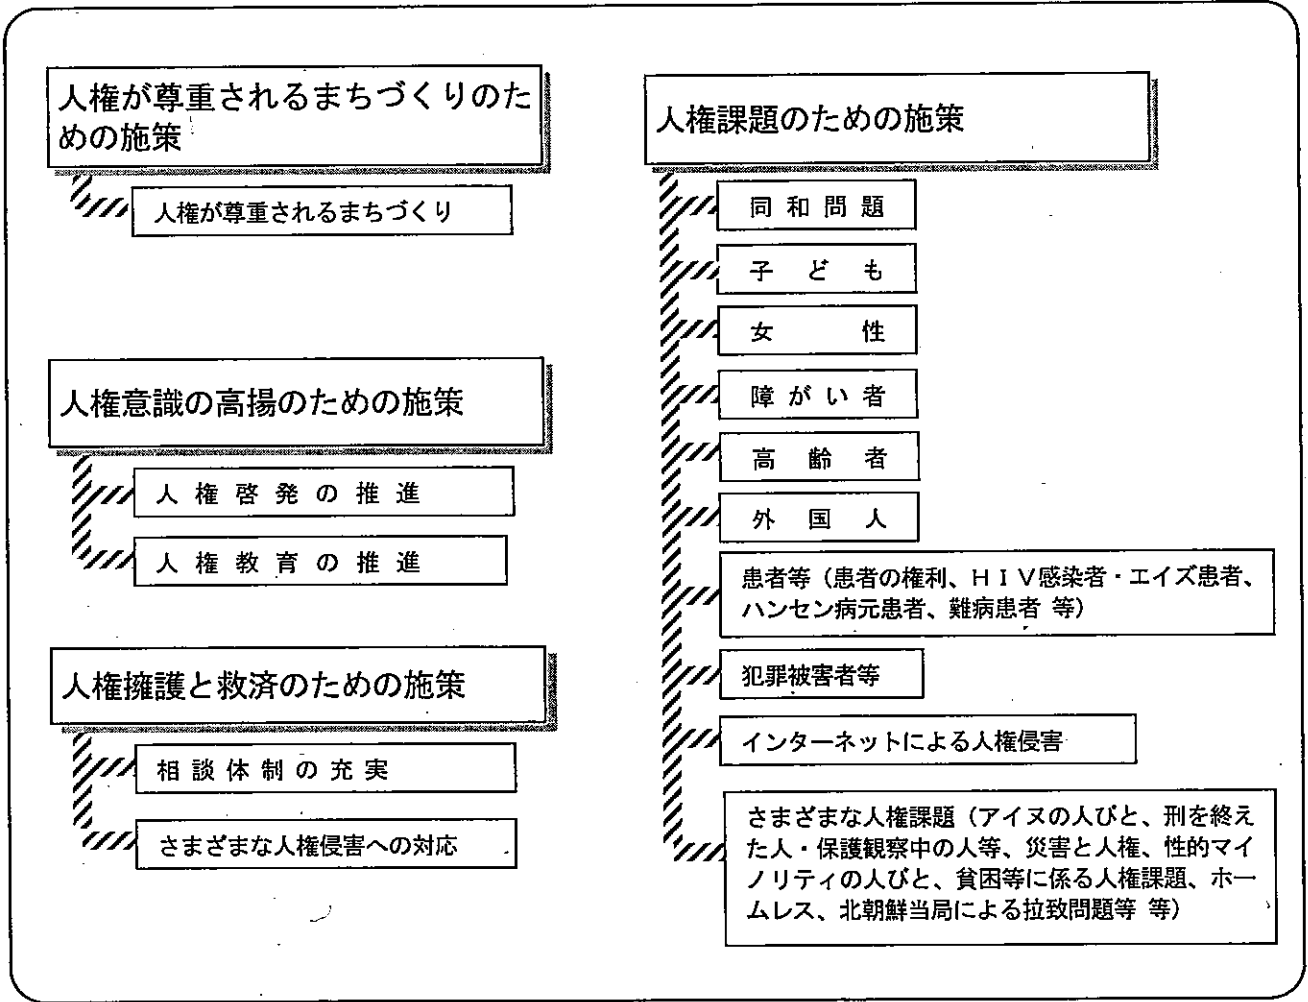 人権が尊重されるまちづくりのた
めの施策
人権が尊重されるまちづくり
人権意識の高揚のための施策
人権啓発の推進
人権教育の推進
人権擁護と救済のための施策
相談体制の充実
さまざまな人権侵害への対応
人権課題のための施策
同和問題
子ども
女性
障がい者
高齢者
外国人
患者等（患者の権利、ＨＩＶ感染者・エイズ患者、
ハンセン病元患者、難病患者 等）
犯罪被害者等
インターネットによる人権侵害
さまざまな人権課題（アイヌの人びと、刑を終え
た人・保護観察中の人等、災害と人権、性的マイ
ノリティの人びと、貧困等に係る人権課題、ホー
ムレス、北朝鮮当局による拉致問題等 等）